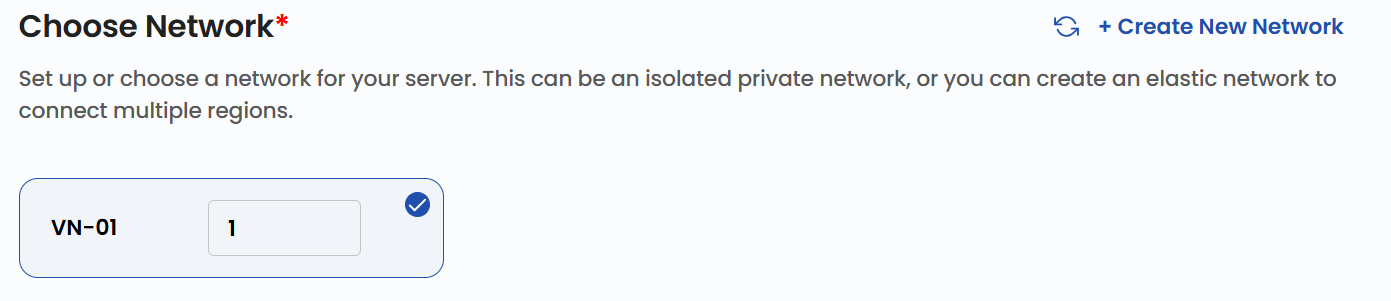 Choose Network*
+ Create New Network
Set up or choose a network for your server. This can be an isolated private network, or you can create an elastic network to
connect multiple regions.
VN-01
1